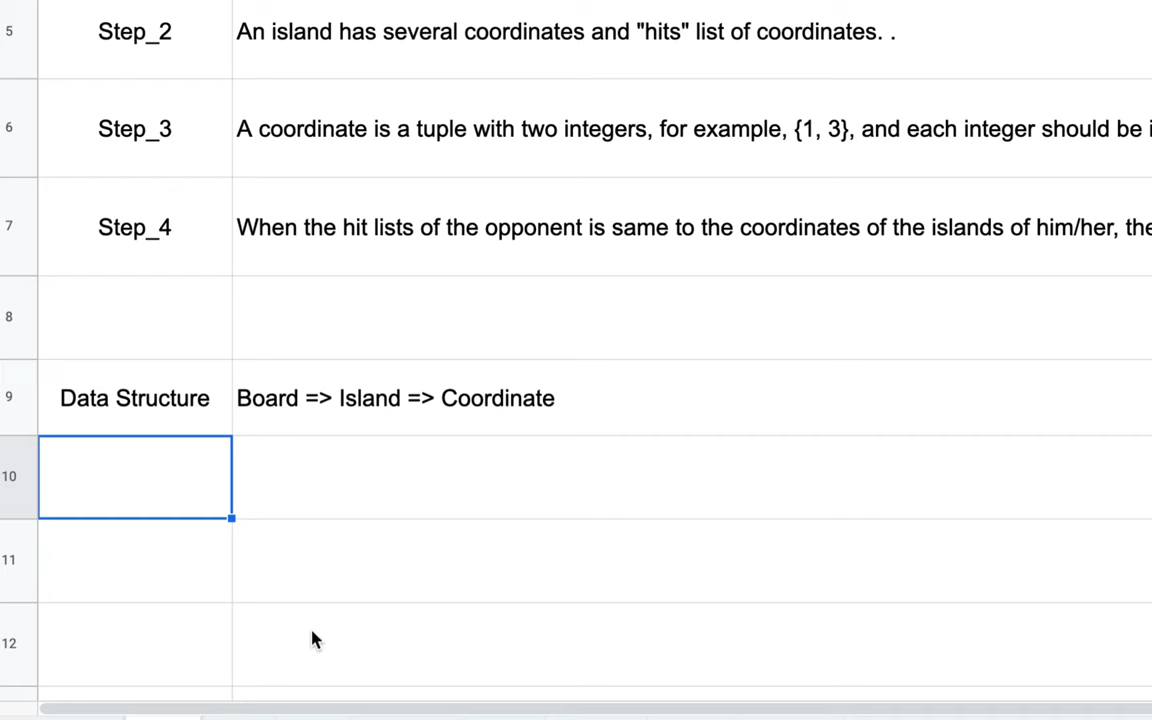 5 Step_2 An island has several coordinates and "hits" list of coordinates. .
6 Step_3 A coordinate is a tuple with two integers, for example, {1, 3}, and each integer should be
7 Step_4 When the hit lists of the opponent is same to the coordinates of the islands of him/her,
8
9 Data Structure Board => Island => Coordinate
10
11
12